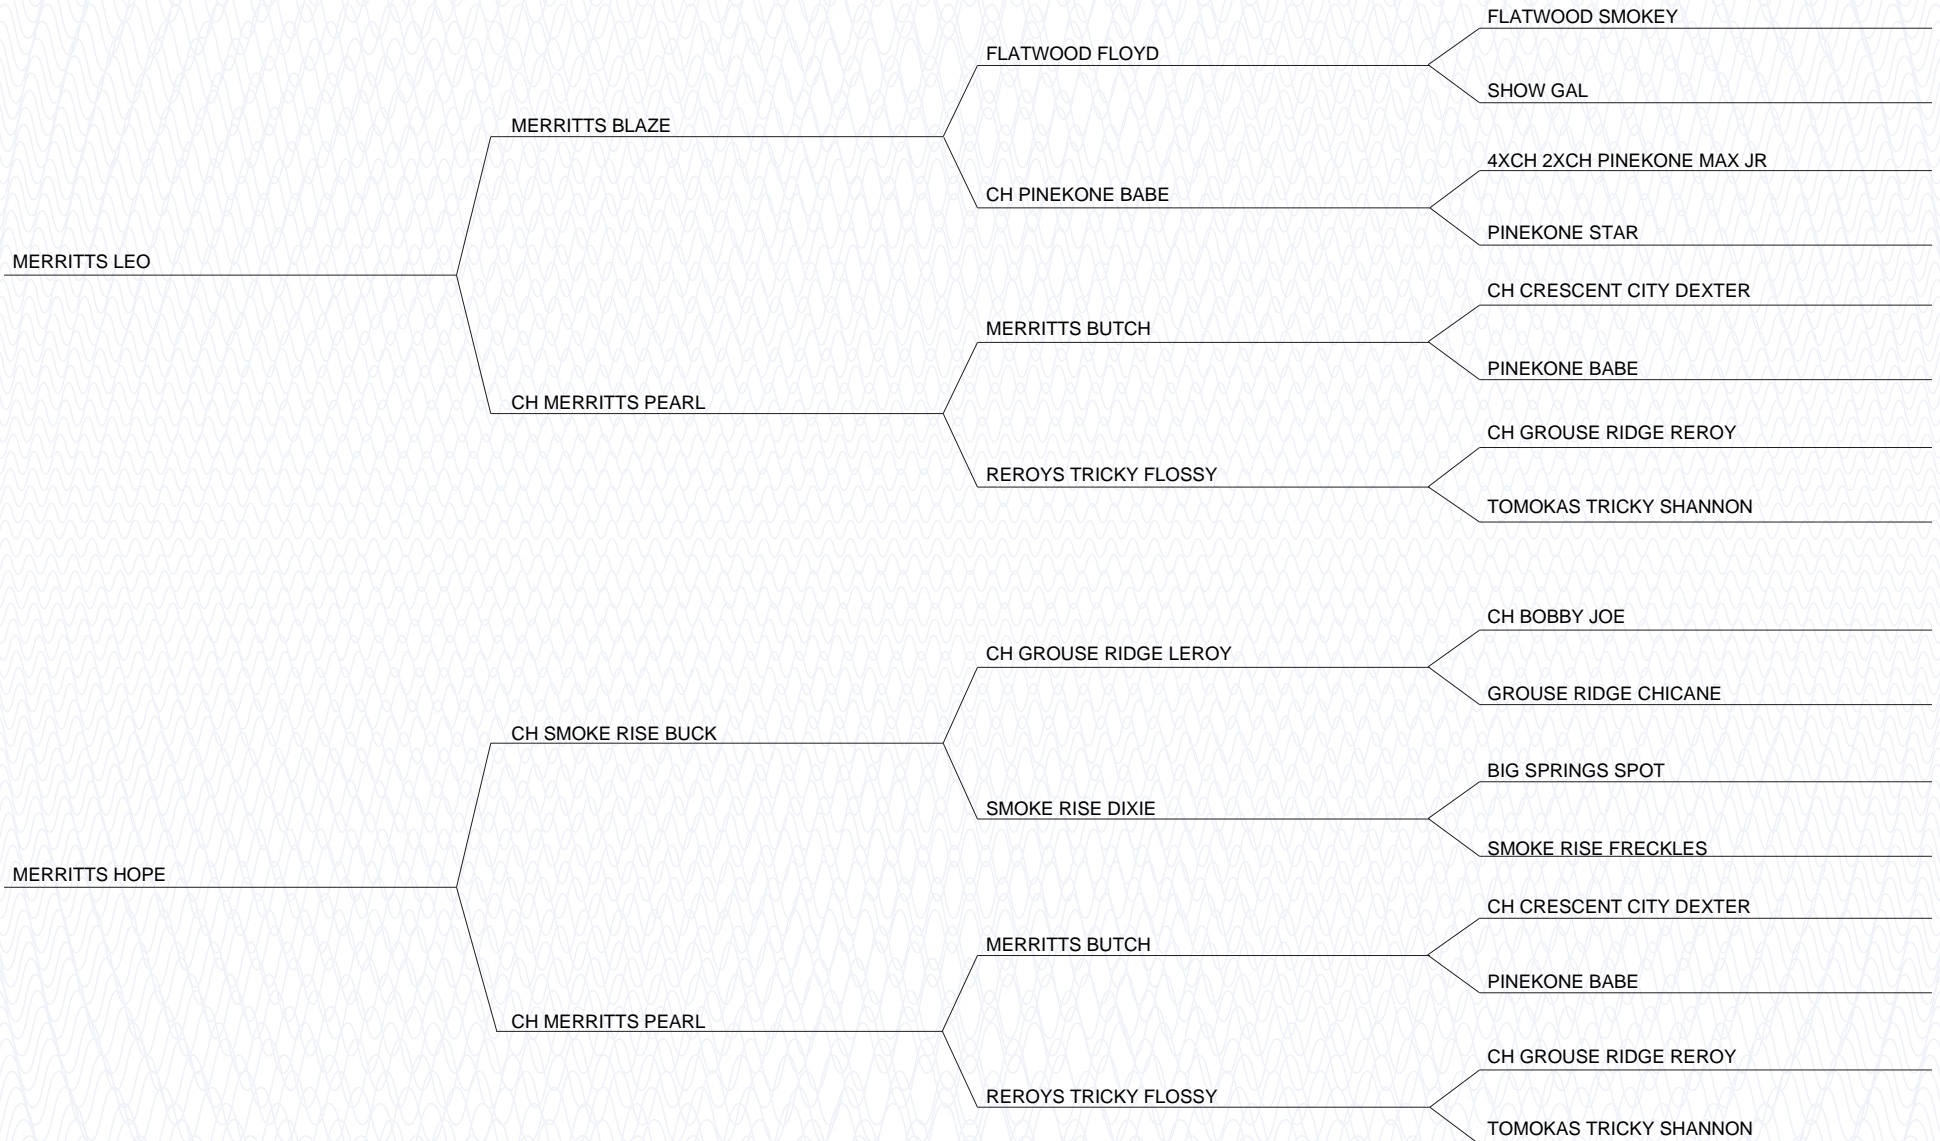 FLATWOOD SMOKEY
FLATWOOD FLOYD
SHOW GAL
MERRITTS BLAZE
4XCH 2XCH PINEKONE MAX JR
CH PINEKONE BABE
PINEKONE STAR
MERRITTS LEO
CH CRESCENT CITY DEXTER
MERRITTS BUTCH
PINEKONE BABE
CH MERRITTS PEARL
CH GROUSE RIDGE REROY
REROYS TRICKY FLOSSY
TOMOKAS TRICKY SHANNON
CH BOBBY JOE
CH GROUSE RIDGE LEROY
GROUSE RIDGE CHICANE
CH SMOKE RISE BUCK
BIG SPRINGS SPOT
SMOKE RISE DIXIE
SMOKE RISE FRECKLES
MERRITTS HOPE
CH CRESCENT CITY DEXTER
MERRITTS BUTCH
PINEKONE BABE
CH MERRITTS PEARL
CH GROUSE RIDGE REROY
REROYS TRICKY FLOSSY
TOMOKAS TRICKY SHANNON